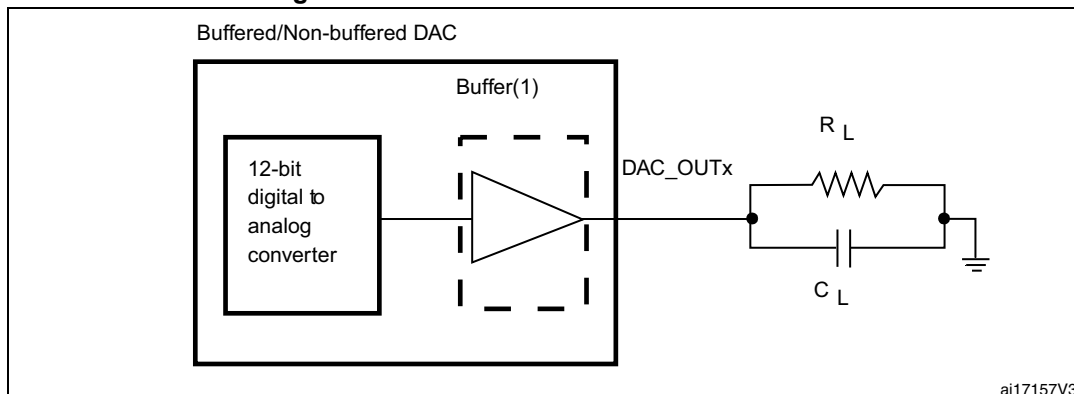 Buffered/Non-buffered DAC
Buffer(1)
12-bit
digital to
analog
converter
DAC_OUTx
R L
C L
ai17157V3